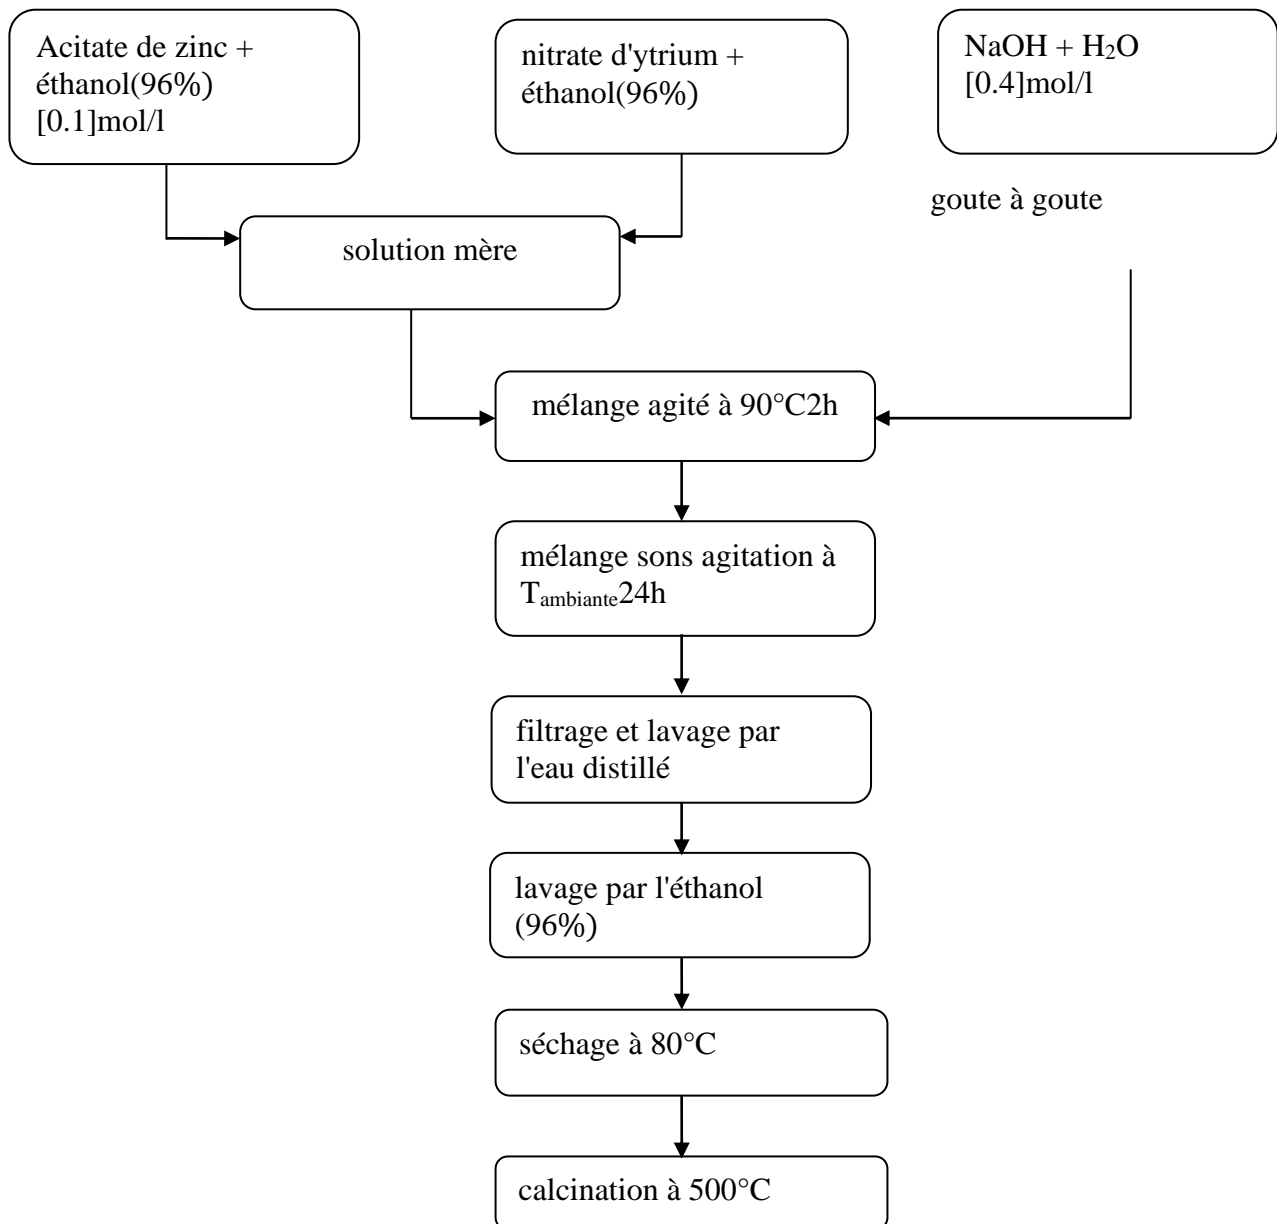 Acitate de zinc +
éthanol(96%)
[0.1]mol/l
nitrate d'ytrium +
éthanol(96%)
NaOH + H₂O
[0.4]mol/l
goute à goute
solution mère
mélange agité à 90°C2h
mélange sons agitation à
Tambiante24h
filtrage et lavage par
l'eau distillé
lavage par l'éthanol
(96%)
séchage à 80°C
calcination à 500°C